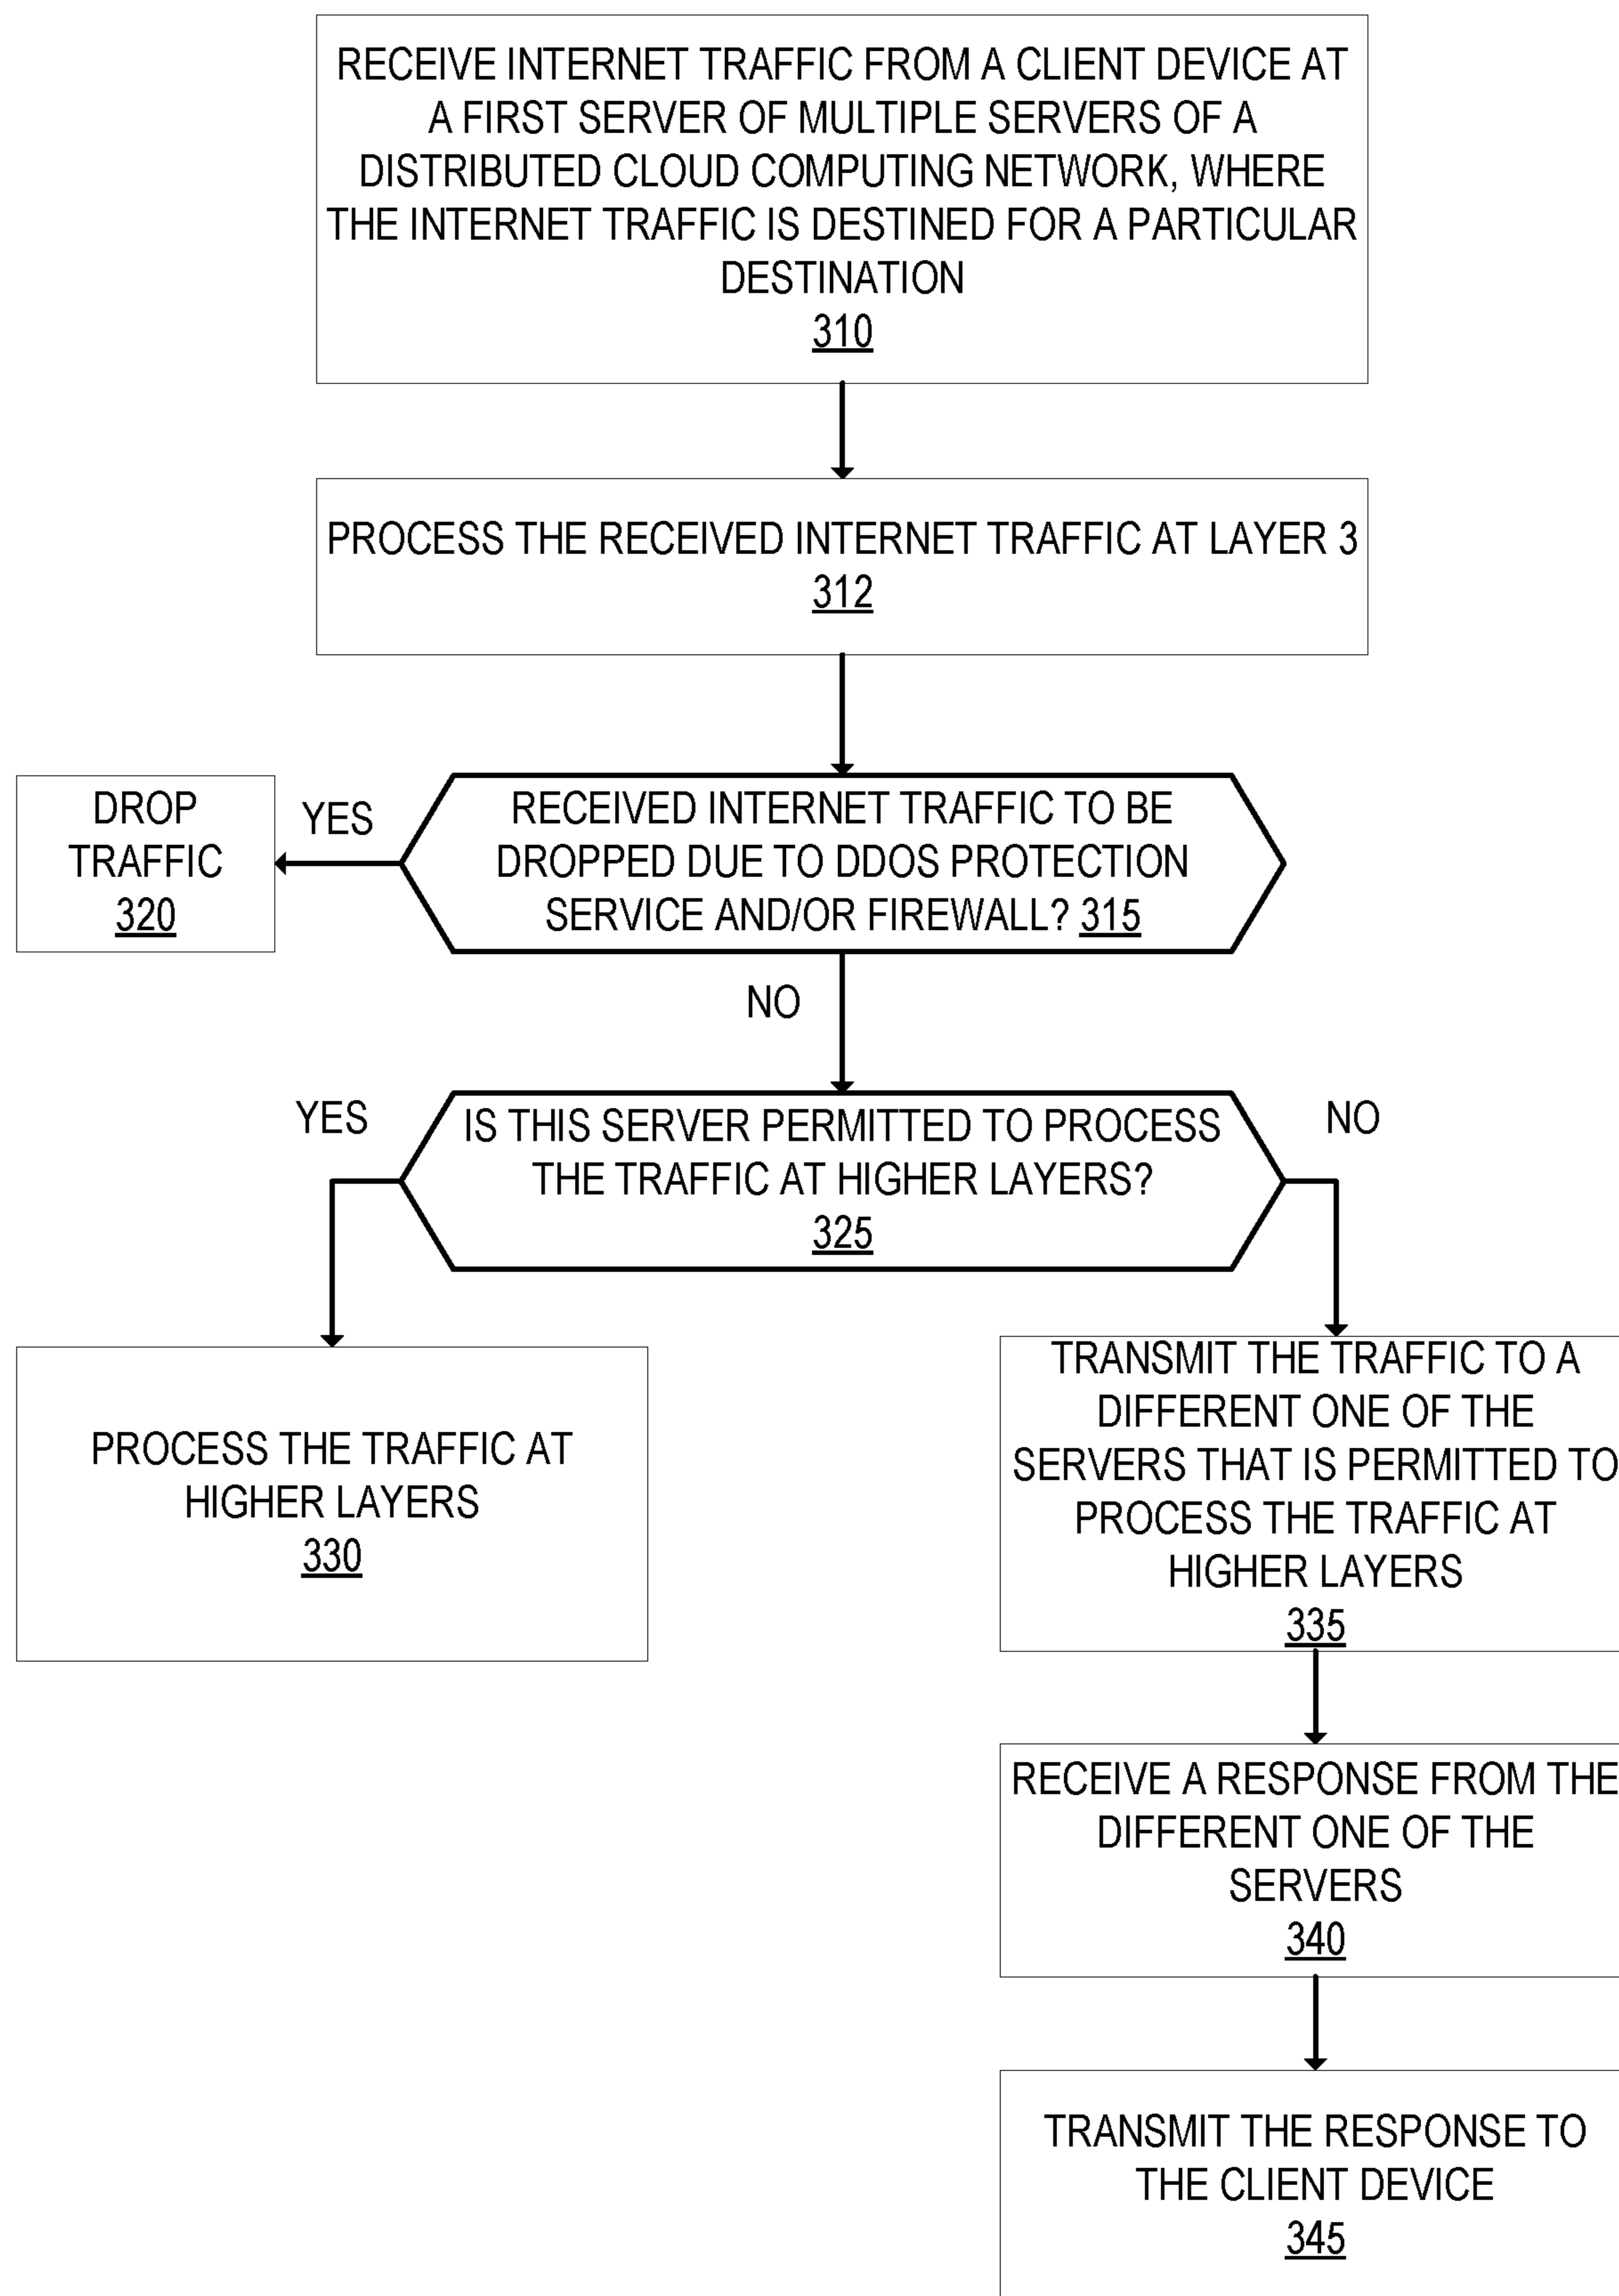 RECEIVE INTERNET TRAFFIC FROM A CLIENT DEVICE AT
A FIRST SERVER OF MULTIPLE SERVERS OF A
DISTRIBUTED CLOUD COMPUTING NETWORK, WHERE
THE INTERNET TRAFFIC IS DESTINED FOR A PARTICULAR
DESTINATION
310
PROCESS THE RECEIVED INTERNET TRAFFIC AT LAYER 3
312
RECEIVED INTERNET TRAFFIC TO BE
DROPPED DUE TO DDOS PROTECTION
SERVICE AND/OR FIREWALL? 315
YES
DROP
TRAFFIC
320
NO
IS THIS SERVER PERMITTED TO PROCESS
THE TRAFFIC AT HIGHER LAYERS?
325
YES
NO
PROCESS THE TRAFFIC AT
HIGHER LAYERS
330
TRANSMIT THE TRAFFIC TO A
DIFFERENT ONE OF THE
SERVERS THAT IS PERMITTED TO
PROCESS THE TRAFFIC AT
HIGHER LAYERS
335
RECEIVE A RESPONSE FROM THE
DIFFERENT ONE OF THE
SERVERS
340
TRANSMIT THE RESPONSE TO
THE CLIENT DEVICE
345